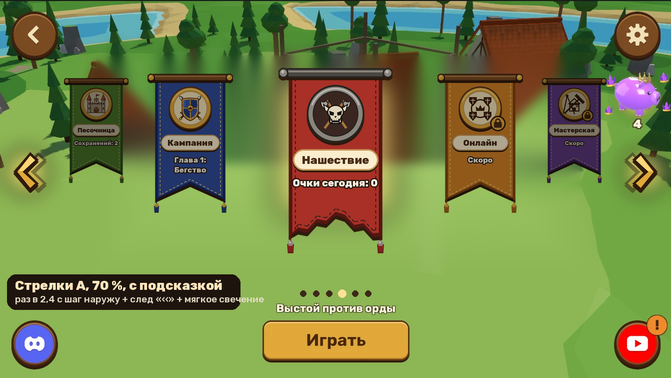 Песочница
Сохранений: 2
Кампания
Глава 1:
Бегство
Нашествие
Очки сегодня: 0
Онлайн
Скоро
Мастерская
Скоро
4
Стрелки А, 70 %, с подсказкой
раз в 2,4 с шаг наружу + след «‹‹› + мягкое свечение
Выстой против орды
Играть
!